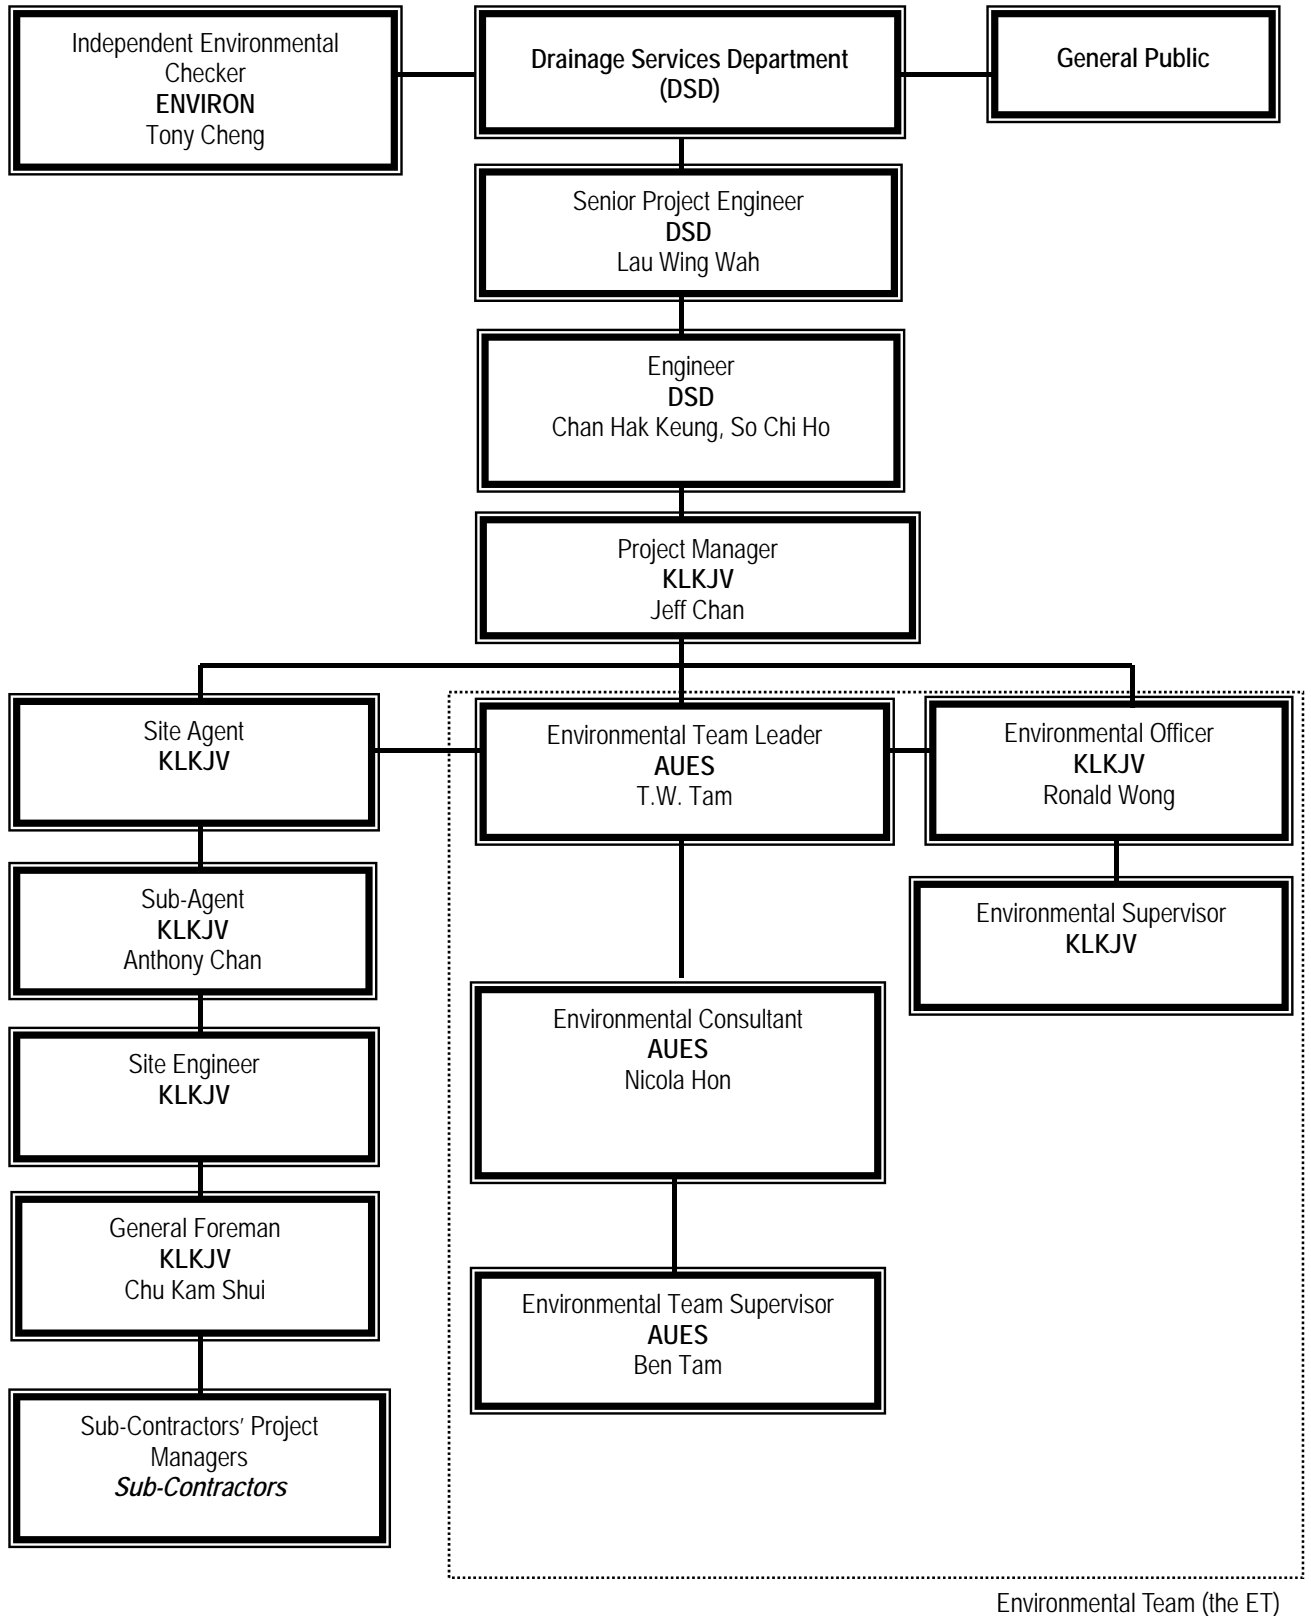 Independent Environmental
Checker
ENVIRON
Tony Cheng
Drainage Services Department
(DSD)
General Public
Senior Project Engineer
DSD
Lau Wing Wah
Engineer
DSD
Chan Hak Keung, So Chi Ho
Project Manager
KLKJV
Jeff Chan
Site Agent
KLKJV
Environmental Team Leader
AUES
T.W. Tam
Environmental Officer
KLKJV
Ronald Wong
Sub-Agent
KLKJV
Anthony Chan
Environmental Supervisor
KLKJV
Site Engineer
KLKJV
Environmental Consultant
AUES
Nicola Hon
General Foreman
KLKJV
Chu Kam Shui
Environmental Team Supervisor
AUES
Ben Tam
Sub-Contractors’ Project
Managers
Sub-Contractors
Environmental Team (the ET)